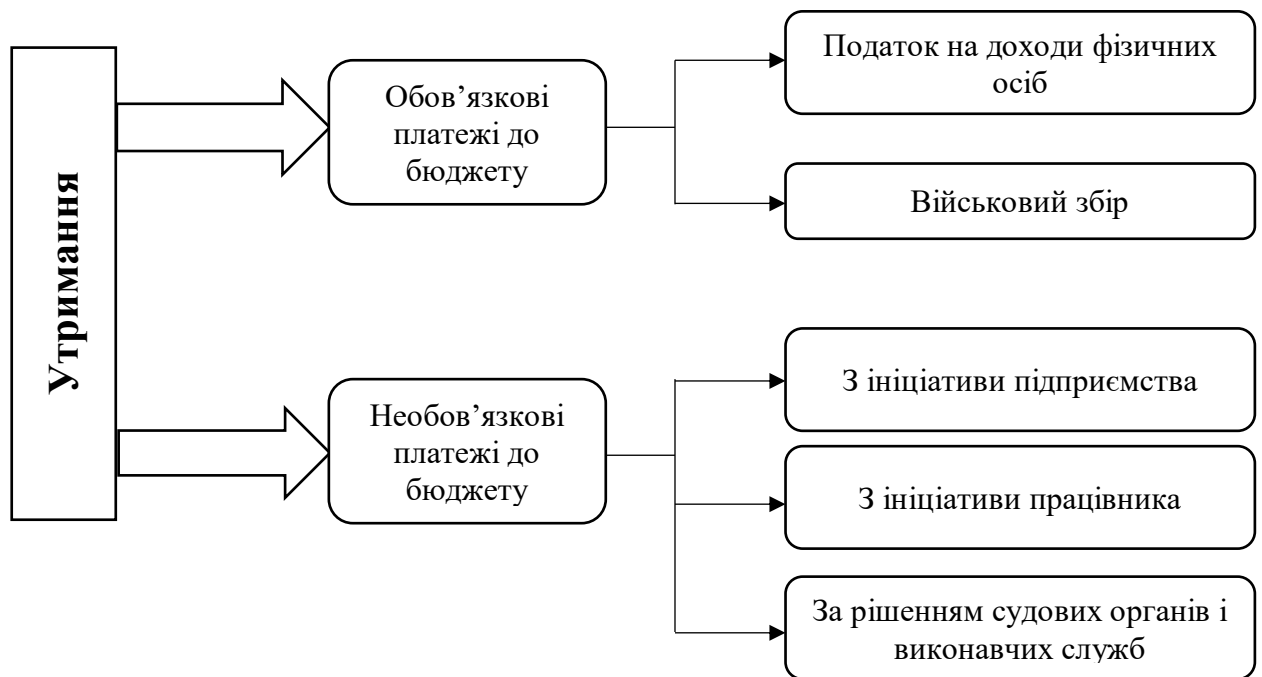 Утримання
Обов’язкові
платежі до
бюджету
Податок на доходи фізичних
осіб
Військовий збір
Необов’язкові
платежі до
бюджету
З ініціативи підприємства
З ініціативи працівника
За рішенням судових органів і
виконавчих служб